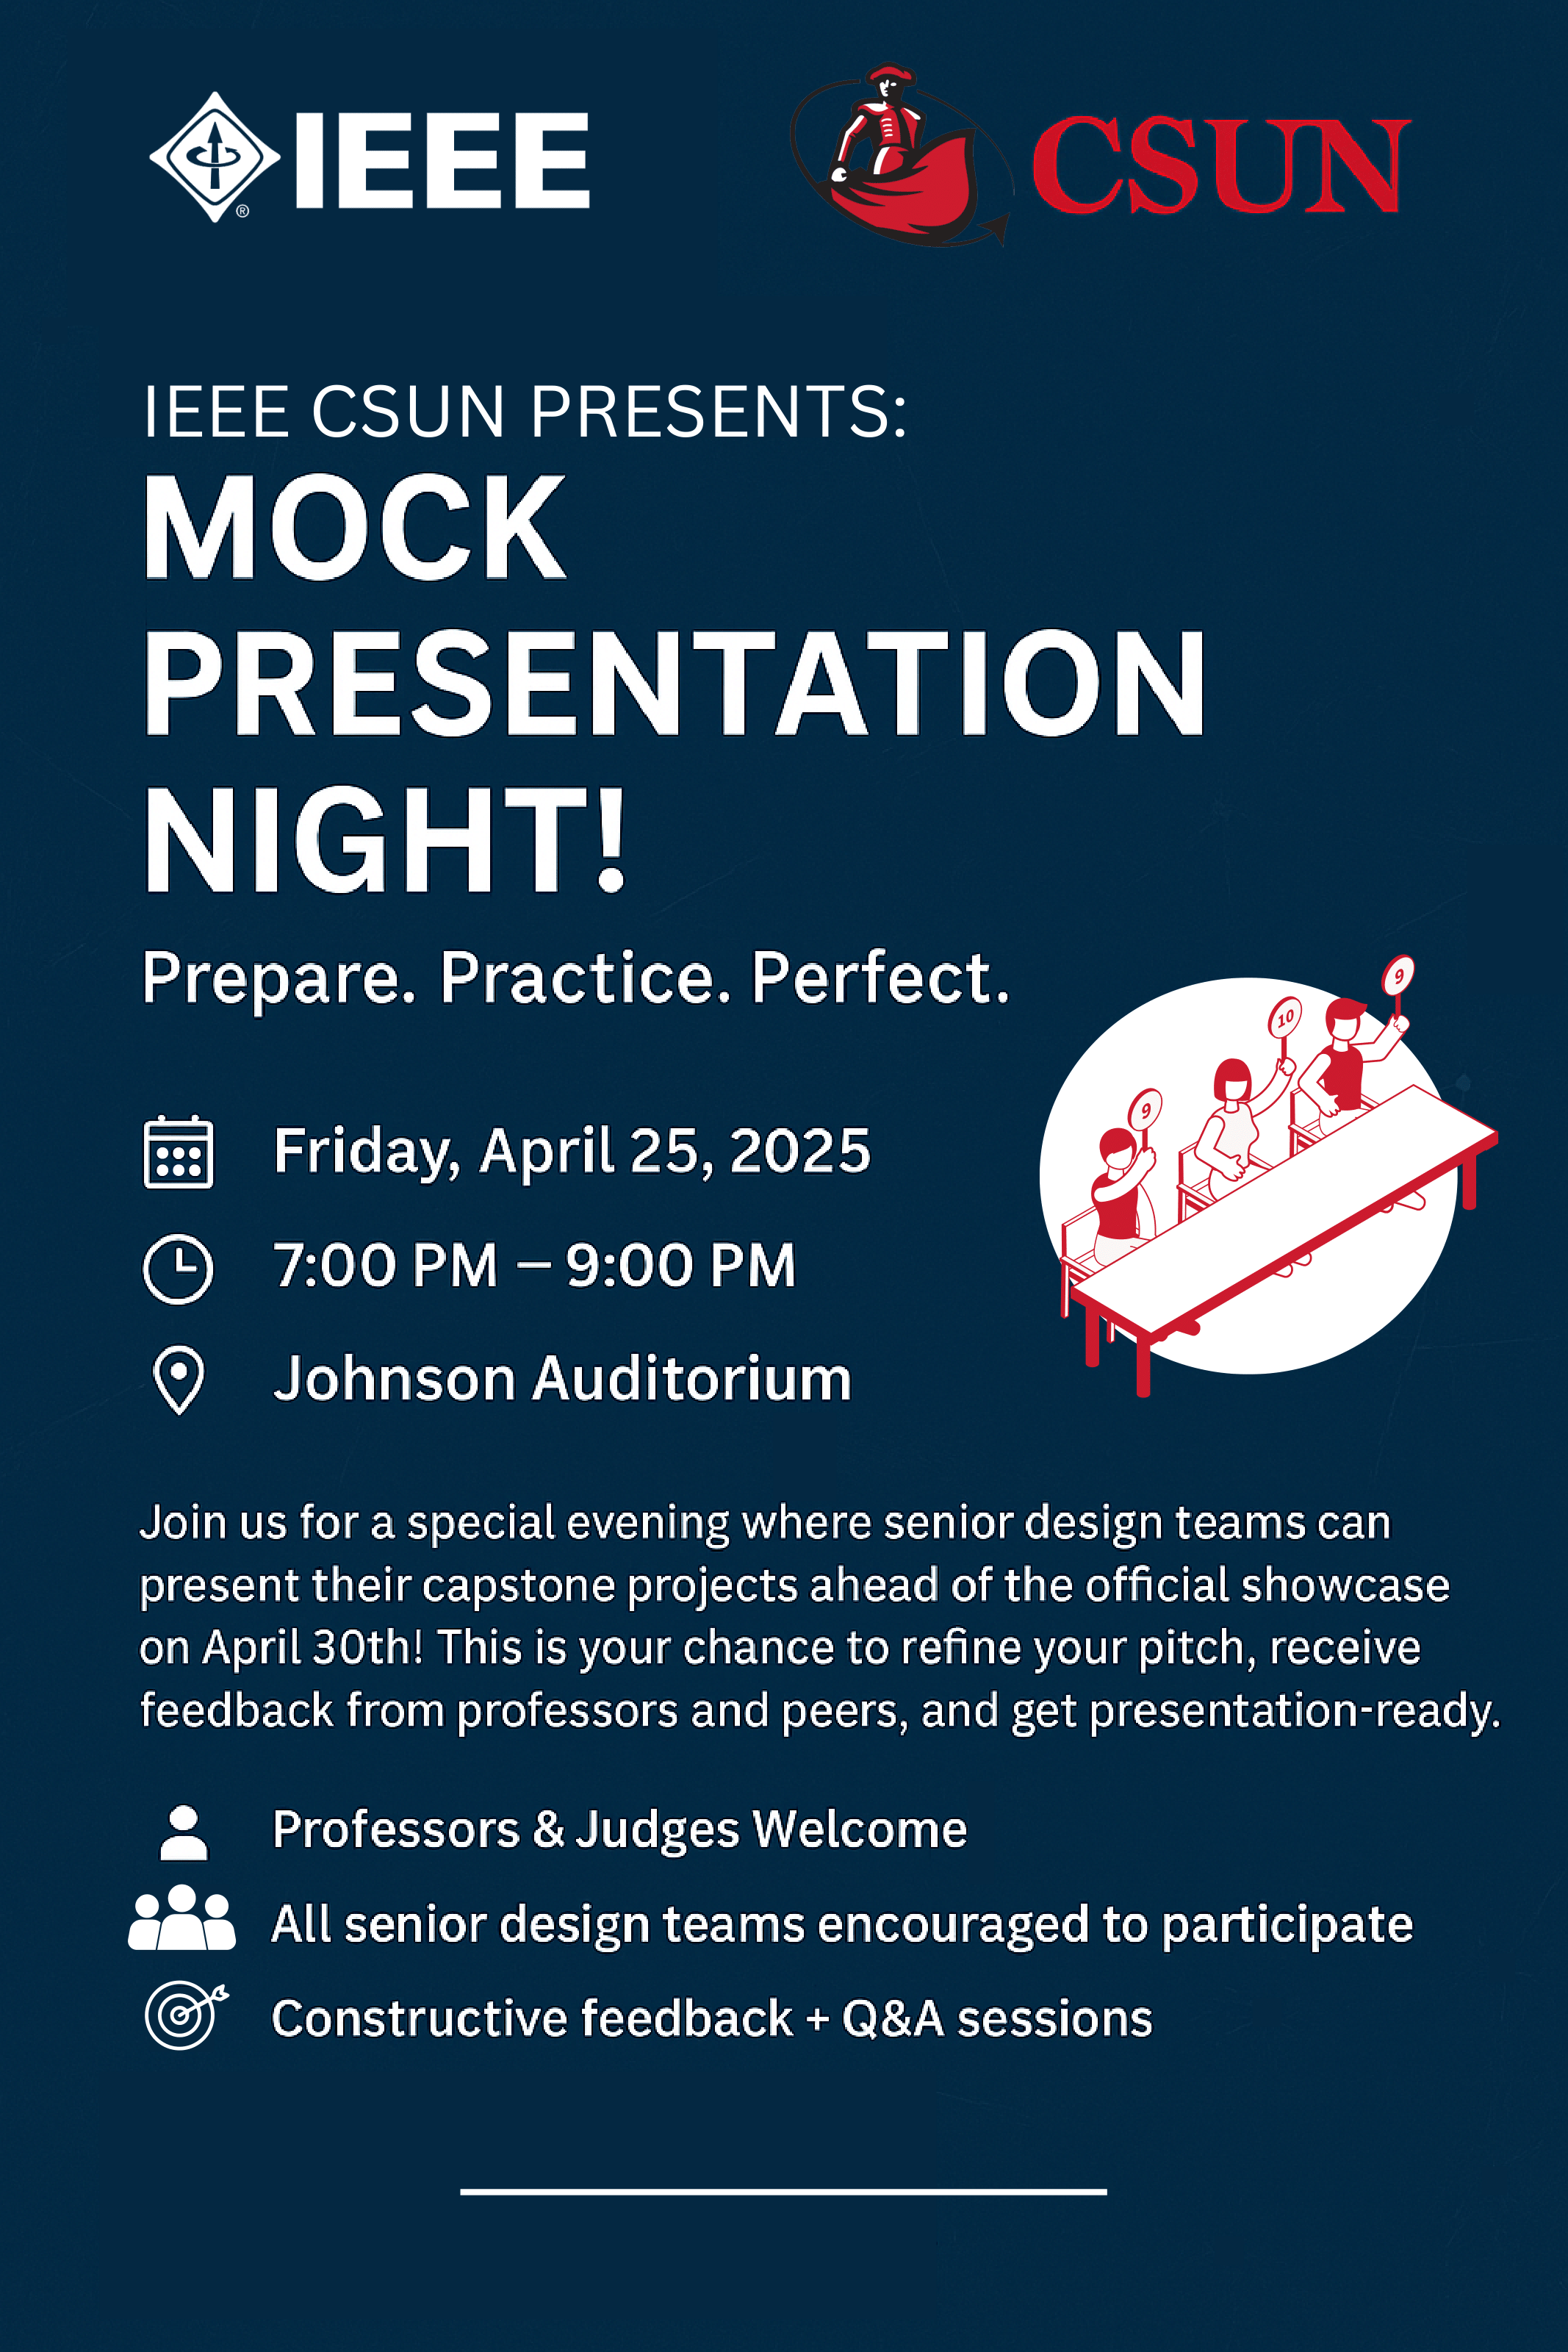 IEEE
®
CSUN
IEEE CSUN PRESENTS:
MOCK
PRESENTATION
NIGHT!
Prepare. Practice. Perfect.
9
10
9
Friday, April 25, 2025
7:00 PM – 9:00 PM
Johnson Auditorium
Join us for a special evening where senior design teams can
present their capstone projects ahead of the official showcase
on April 30th! This is your chance to refine your pitch, receive
feedback from professors and peers, and get presentation-ready.
Professors & Judges Welcome
All senior design teams encouraged to participate
Constructive feedback + Q&A sessions